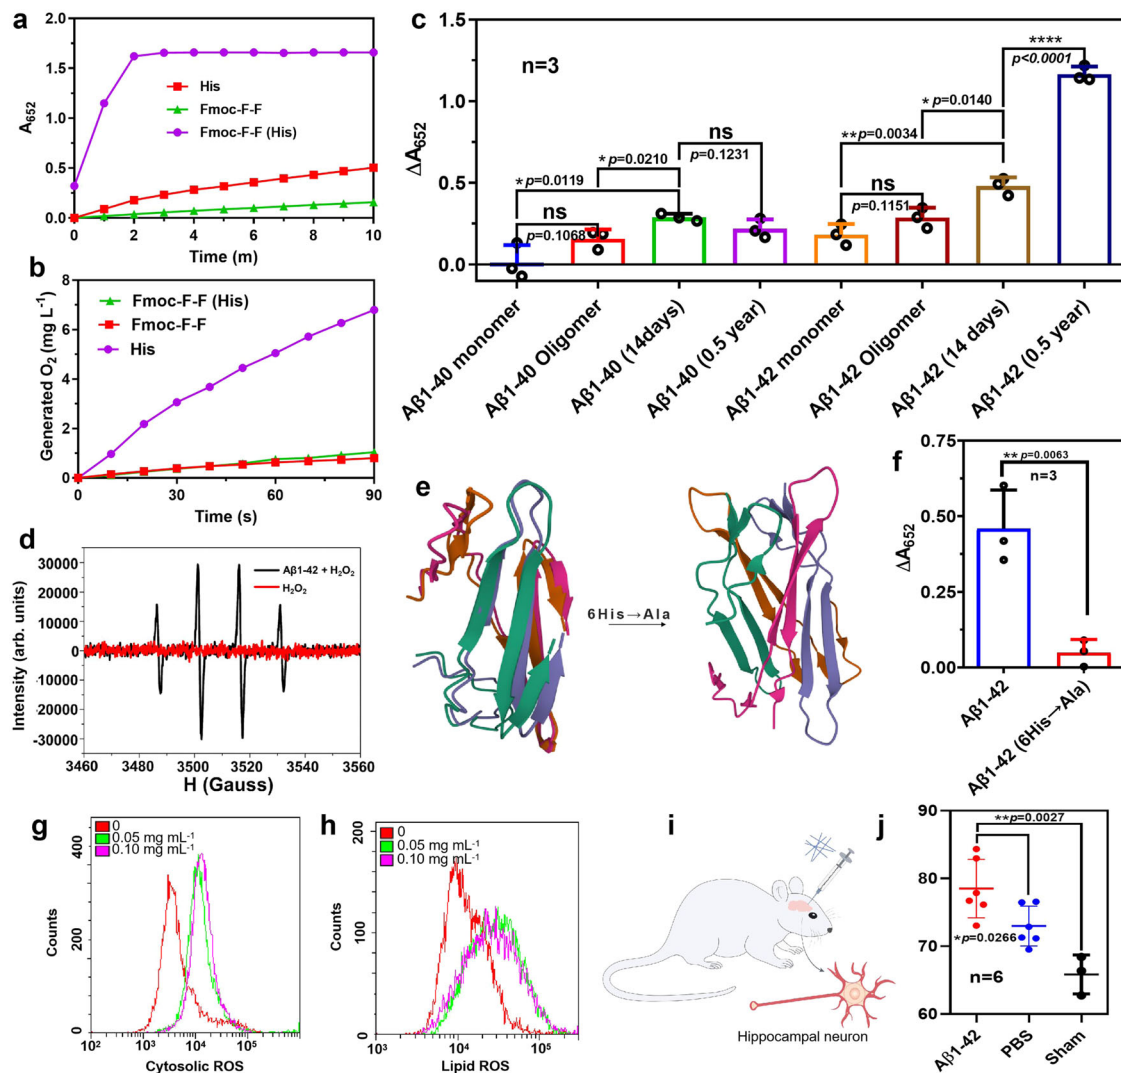 a
2.0
1.5
1.0
0.5
0.0
A652
0 2 4 6 8 10
Time (m)
His
Fmoc-F-F
Fmoc-F-F (His)
b
8
6
4
2
0
Generated O2 (mg L-1)
0 30 60 90
Time (s)
Fmoc-F-F (His)
Fmoc-F-F
His
c
n=3
1.5
1.0
0.5
0.0
ΔA652
****
p<0.0001
* p=0.0140
**p=0.0034
ns
p=0.1151
ns
p=0.1231
* p=0.0210
* p=0.0119
ns
p=0.1068
Aβ1-40 monomer
Aβ1-40 Oligomer
Aβ1-40 (14days)
Aβ1-40 (0.5 year)
Aβ1-42 monomer
Aβ1-42 Oligomer
Aβ1-42 (14 days)
Aβ1-42 (0.5 year)
d
30000
20000
10000
0
-10000
-20000
-30000
Intensity (arb. units)
Aβ1-42 + H2O2
H2O2
3460 3480 3500 3520 3540 3560
H (Gauss)
e
6His→Ala
f
0.75
0.50
0.25
0.00
ΔA652
** p=0.0063
n=3
Aβ1-42
Aβ1-42 (6His→Ala)
g
0
0.05 mg mL-1
0.10 mg mL-1
400
200
0
Counts
10² 10³ 10⁴ 10⁵
Cytosolic ROS
h
0
0.05 mg mL-1
0.10 mg mL-1
200
100
0
Counts
10³ 10⁴ 10⁵
Lipid ROS
i
Hippocampal neuron
j
90
78
66
60
**p=0.0027
*p=0.0266
n=6
Aβ1-42
PBS
Sham